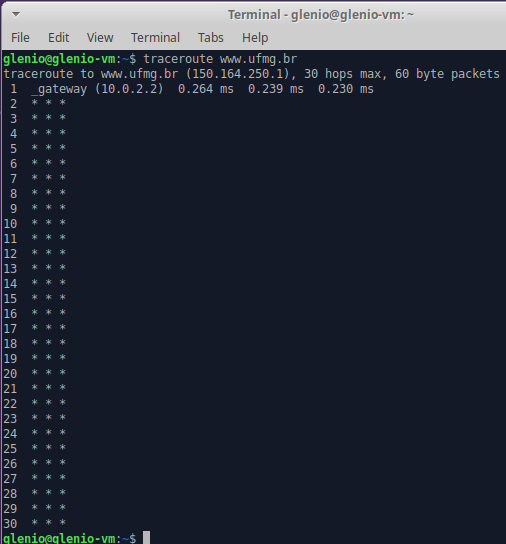 Terminal - glenio@glenio-vm: ~
File Edit View Terminal Tabs Help
glenio@glenio-vm:~$ traceroute www.ufmg.br
traceroute to www.ufmg.br (150.164.250.1), 30 hops max, 60 byte packets
 1  _gateway (10.0.2.2)  0.264 ms  0.239 ms  0.230 ms
 2  * * *
 3  * * *
 4  * * *
 5  * * *
 6  * * *
 7  * * *
 8  * * *
 9  * * *
10  * * *
11  * * *
12  * * *
13  * * *
14  * * *
15  * * *
16  * * *
17  * * *
18  * * *
19  * * *
20  * * *
21  * * *
22  * * *
23  * * *
24  * * *
25  * * *
26  * * *
27  * * *
28  * * *
29  * * *
30  * * *
glenio@glenio-vm:~$